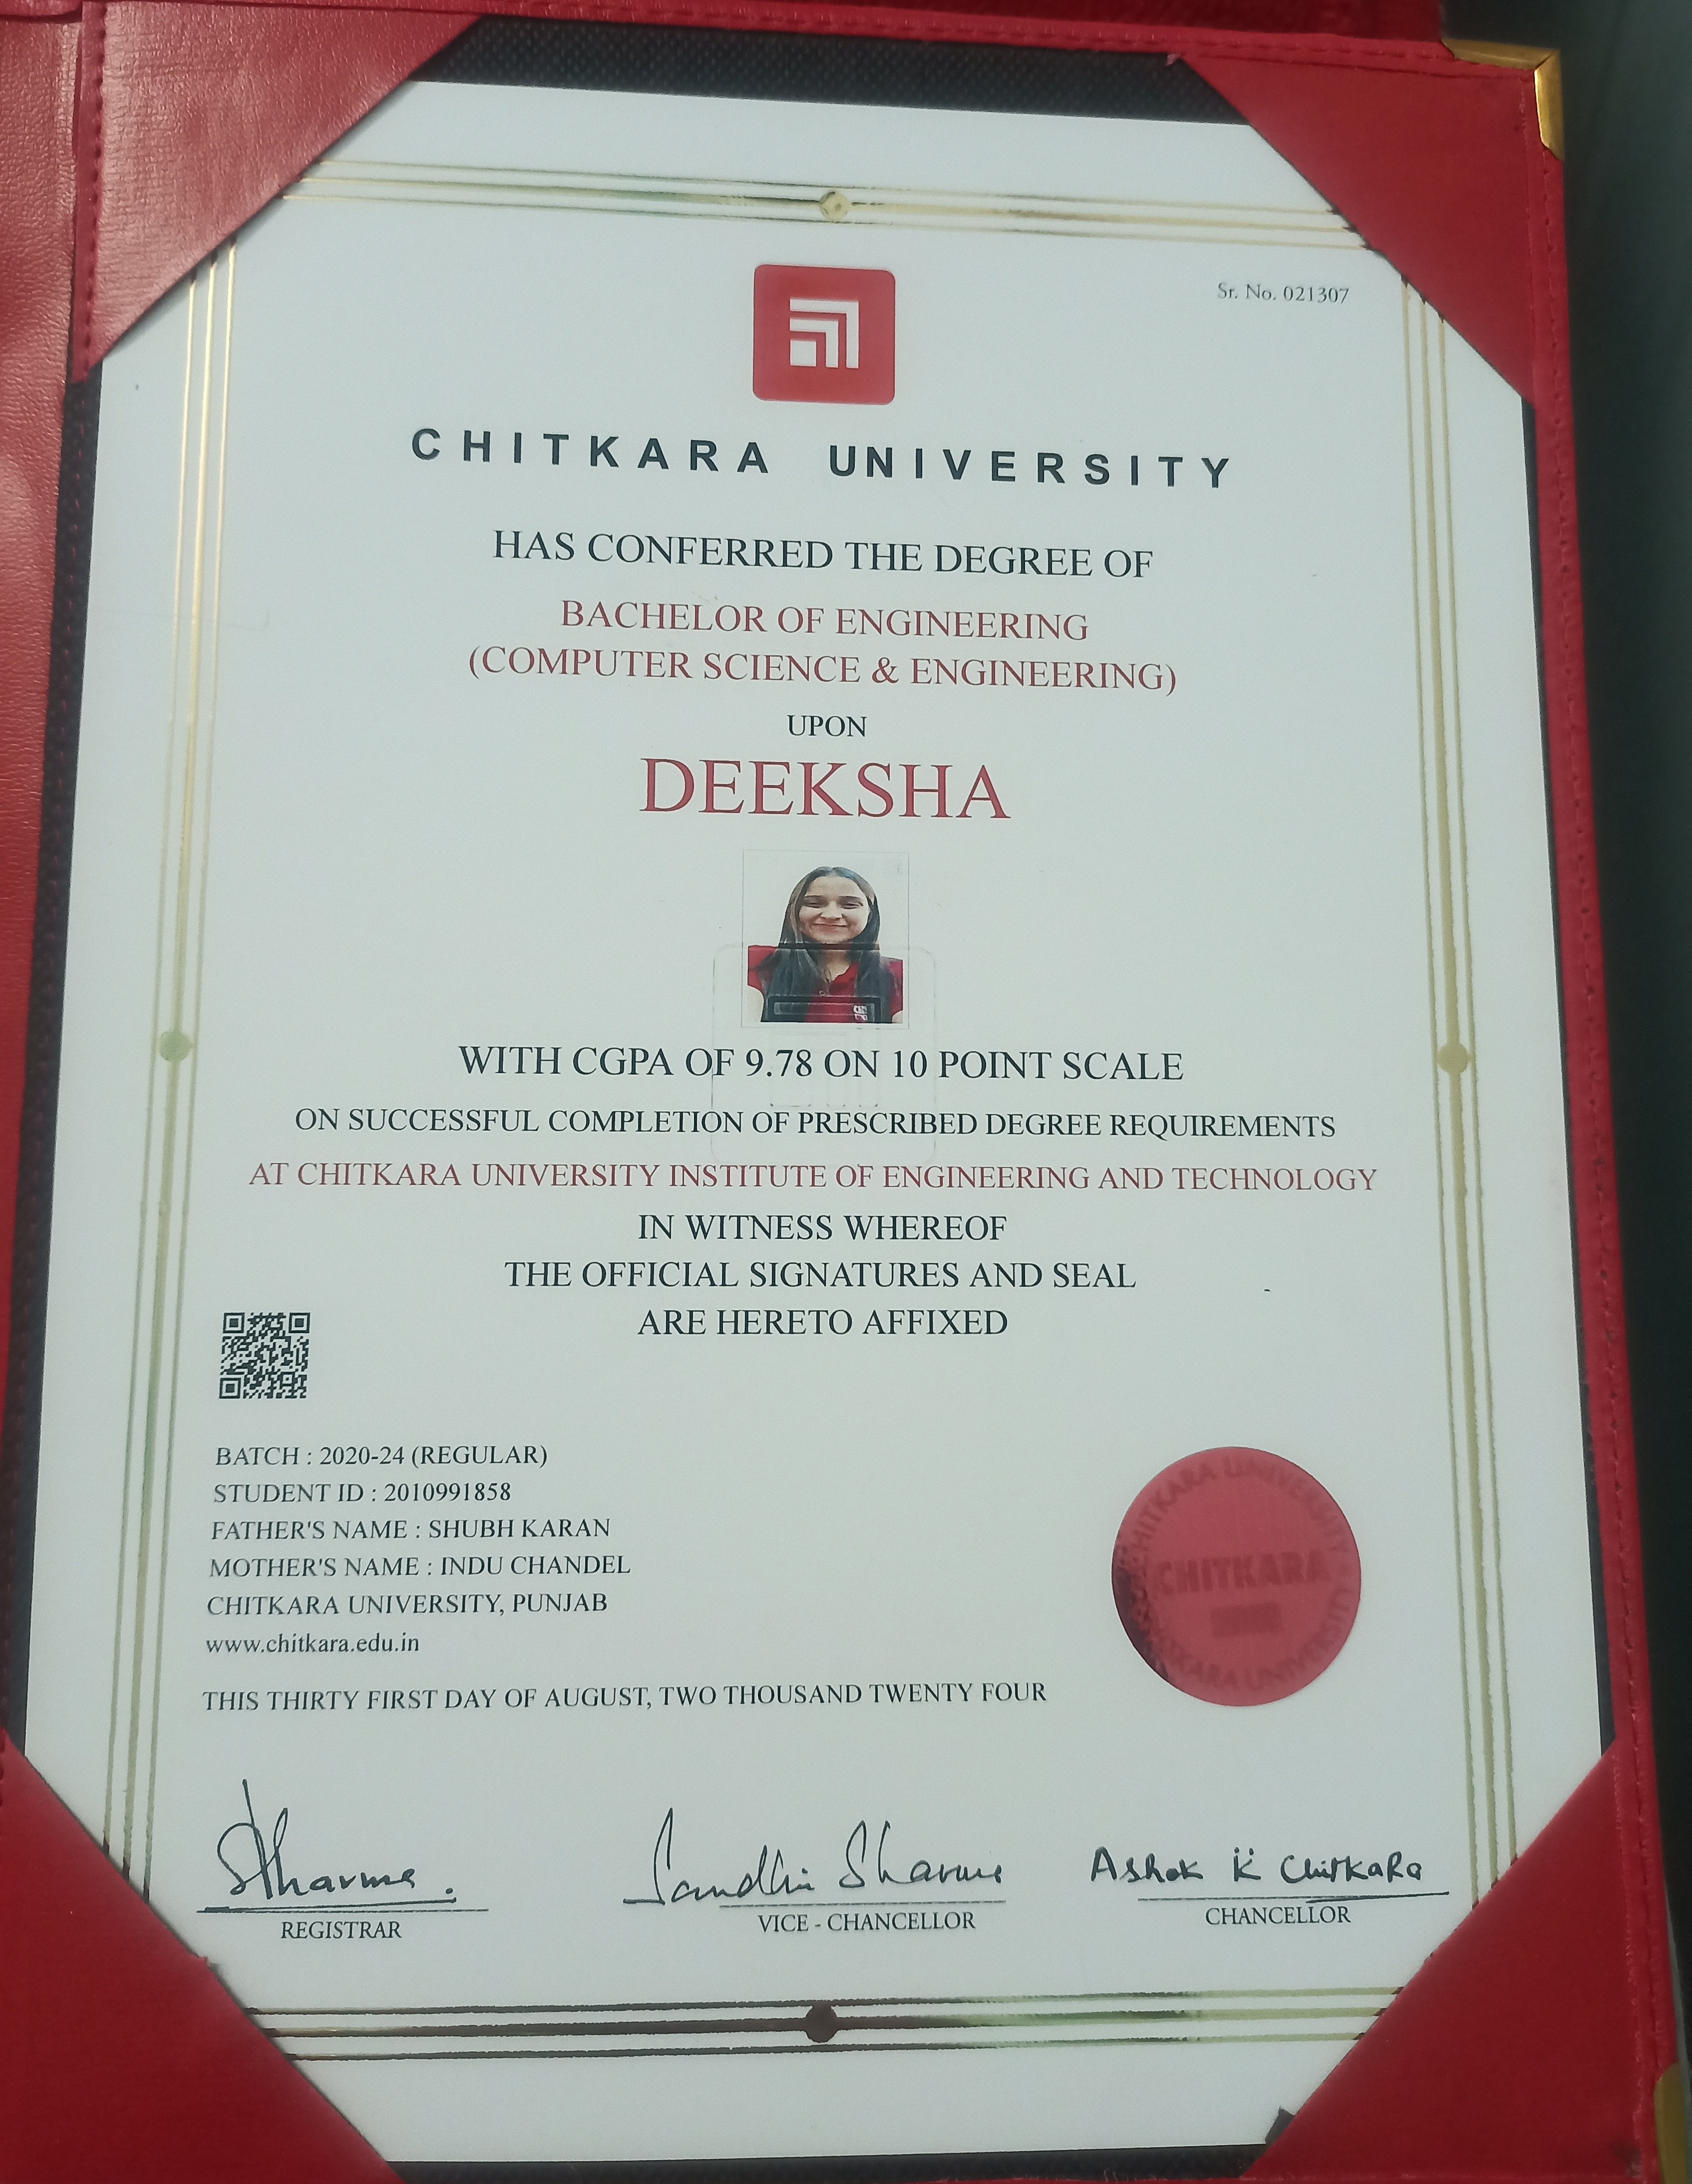 Sr. No. 021307
CHITKARA UNIVERSITY
HAS CONFERRED THE DEGREE OF
BACHELOR OF ENGINEERING
(COMPUTER SCIENCE & ENGINEERING)
UPON
DEEKSHA
WITH CGPA OF 9.78 ON 10 POINT SCALE
ON SUCCESSFUL COMPLETION OF PRESCRIBED DEGREE REQUIREMENTS
AT CHITKARA UNIVERSITY INSTITUTE OF ENGINEERING AND TECHNOLOGY
IN WITNESS WHEREOF
THE OFFICIAL SIGNATURES AND SEAL
ARE HERETO AFFIXED
BATCH : 2020-24 (REGULAR)
STUDENT ID : 2010991858
FATHER'S NAME : SHUBH KARAN
MOTHER'S NAME : INDU CHANDEL
CHITKARA UNIVERSITY, PUNJAB
www.chitkara.edu.in
THIS THIRTY FIRST DAY OF AUGUST, TWO THOUSAND TWENTY FOUR
CHITKARA UNIVERSITY
CHITKARA
CHITKARA UNIVERSITY
Sharma
Sandhir Sharma
Ashok K Chitkara
REGISTRAR
VICE - CHANCELLOR
CHANCELLOR